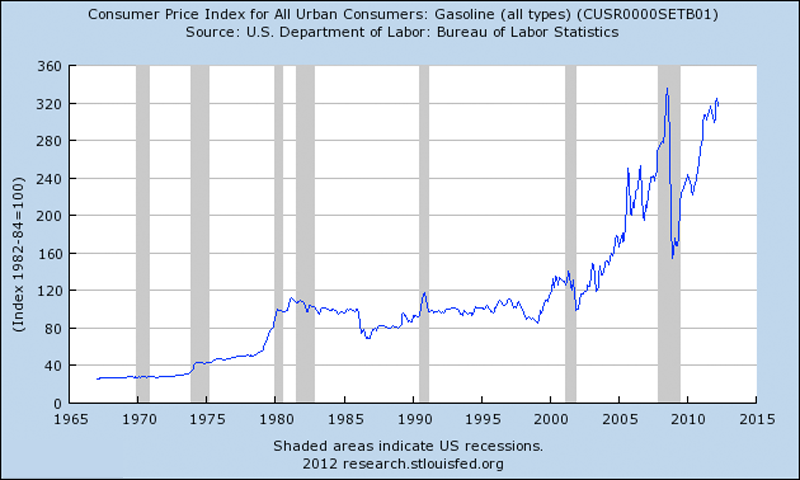 Consumer Price Index for All Urban Consumers: Gasoline (all types) (CUSR0000SETB01)
Source: U.S. Department of Labor: Bureau of Labor Statistics
(Index 1982-84=100)
360
320
280
240
200
160
120
80
40
0
1965 1970 1975 1980 1985 1990 1995 2000 2005 2010 2015
Shaded areas indicate US recessions.
2012 research.stlouisfed.org